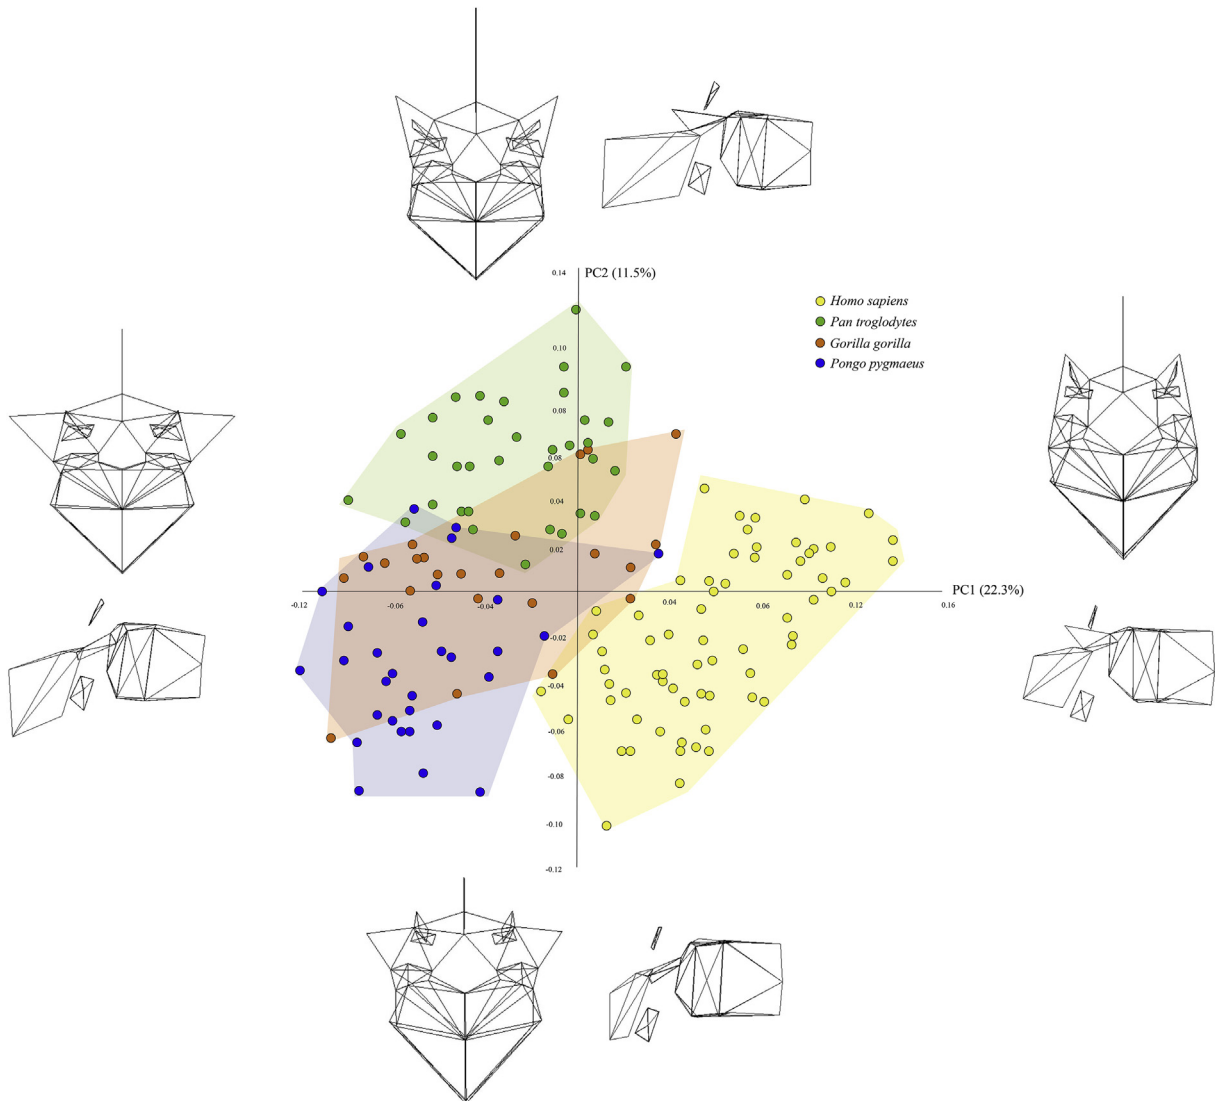 0.14 PC2 (11.5%)
Homo sapiens
Pan troglodytes
Gorilla gorilla
Pongo pygmaeus
0.10
0.08
0.08
0.04
0.02
-0.12 -0.06 -0.04 0.04 0.06 0.12 0.16 PC1 (22.3%)
-0.02
-0.04
-0.06
-0.08
-0.10
-0.12